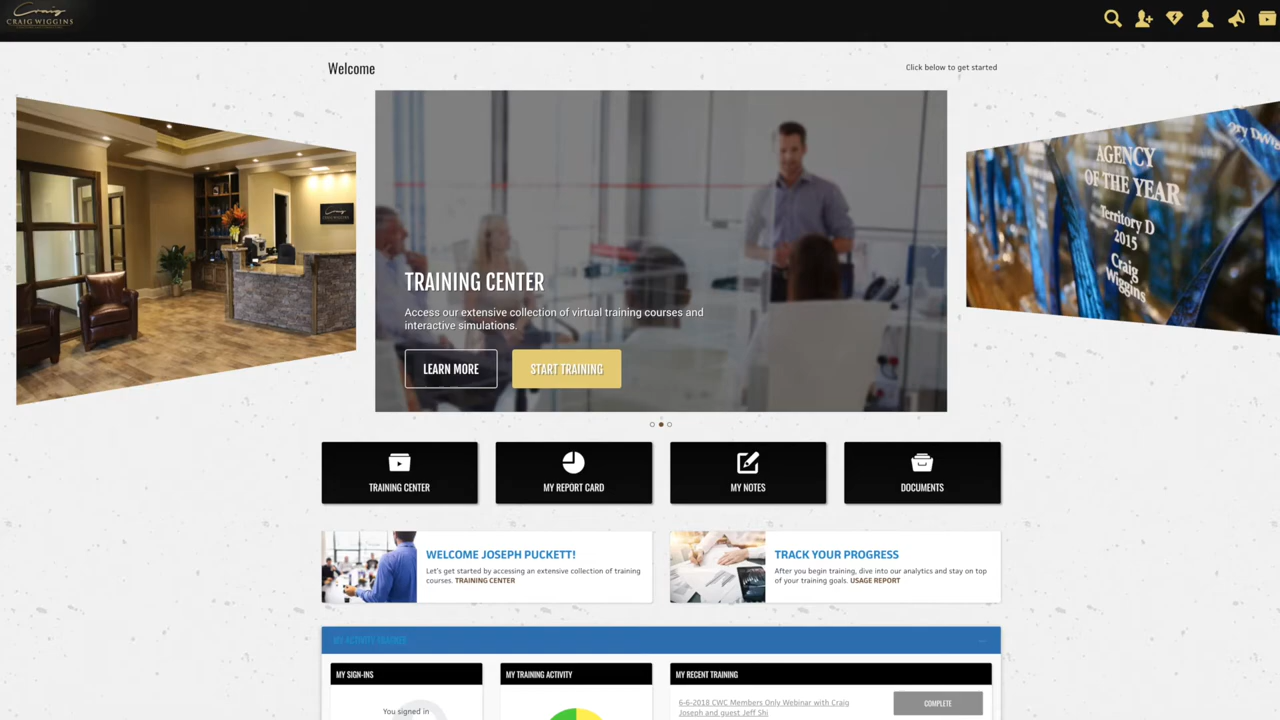 Craig
CRAIG WIGGINS
Welcome
Click below to get started
Craig
WIGGINS
AGENCY
OF THE YEAR
Territory D
2015
Craig
Wiggins
TRAINING CENTER
Access our extensive collection of virtual training courses and
interactive simulations.
LEARN MORE
START TRAINING
TRAINING CENTER
MY REPORT CARD
MY NOTES
DOCUMENTS
WELCOME JOSEPH PUCKETT!
Let's get started by accessing an extensive collection of training
courses. TRAINING CENTER
TRACK YOUR PROGRESS
After you begin training, dive into our analytics and stay on top
of your training goals. USAGE REPORT
MY ACTIVITY TRACKER
MY SIGN-INS
MY TRAINING ACTIVITY
MY RECENT TRAINING
You signed in
6-6-2018 CWC Members Only Webinar with Craig
Joseph and guest Jeff Shi
COMPLETE